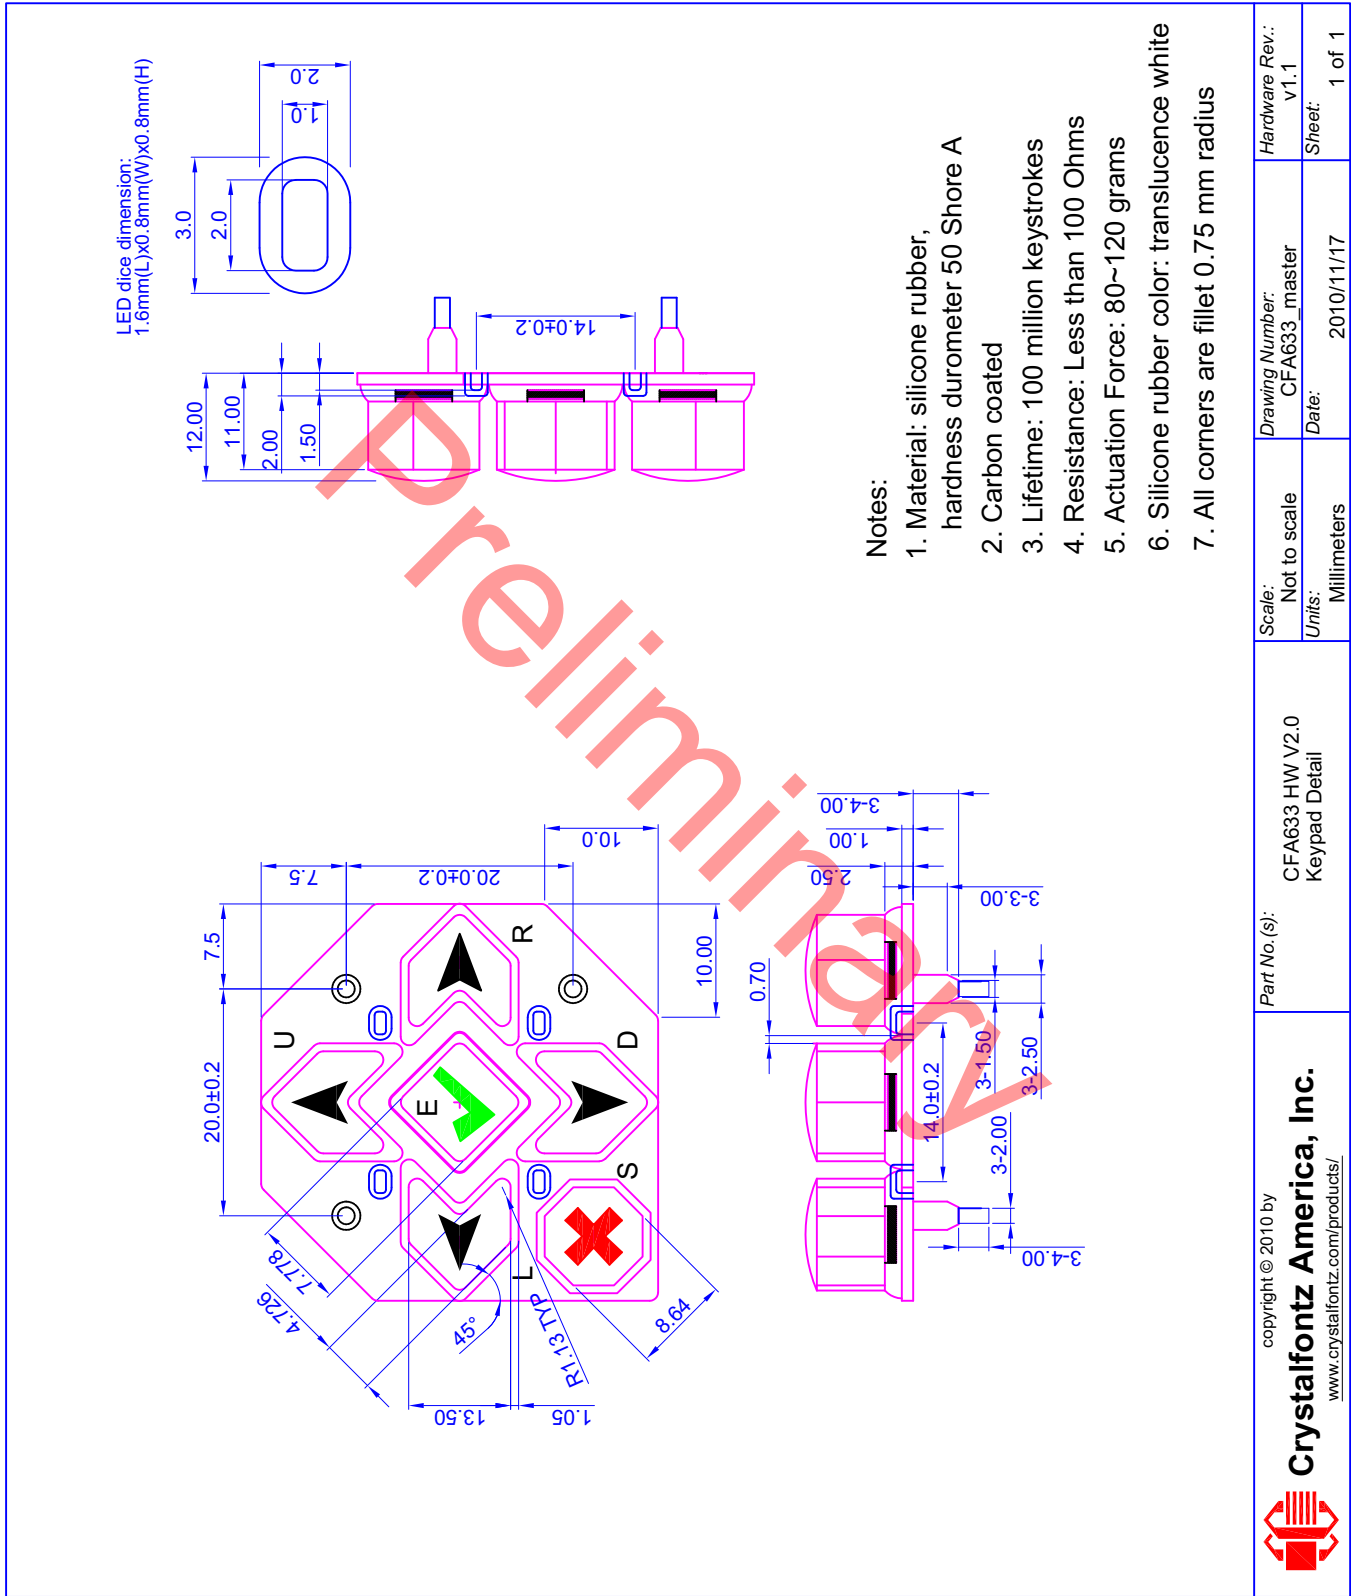 LED dice dimension:
1.6mm(L)x0.8mm(W)x0.8mm(H)
3.0
2.0
2.0
1.0
12.00
11.00
2.00
1.50
14.0±0.2
Notes:
1. Material: silicone rubber,
hardness durometer 50 Shore A
2. Carbon coated
3. Lifetime: 100 million keystrokes
4. Resistance: Less than 100 Ohms
5. Actuation Force: 80~120 grams
6. Silicone rubber color: translucence white
7. All corners are fillet 0.75 mm radius
Preliminary
7.5
20.0±0.2
10.0
7.5
20.0±0.2
10.00
U
R
E
D
L
S
7.778
4.726
45°
R1.13 TYP
13.50
1.05
8.64
3-4.00
1.00
2.50
3-3.00
0.70
14.0±0.2
3-1.50
3-2.50
3-2.00
3-4.00
copyright © 2010 by
Crystalfontz America, Inc.
www.crystalfontz.com/products/
Part No.(s):
CFA633 HW V2.0
Keypad Detail
Scale:
Not to scale
Units:
Millimeters
Drawing Number:
CFA633_master
Date:
2010/11/17
Hardware Rev.:
v1.1
Sheet:
1 of 1